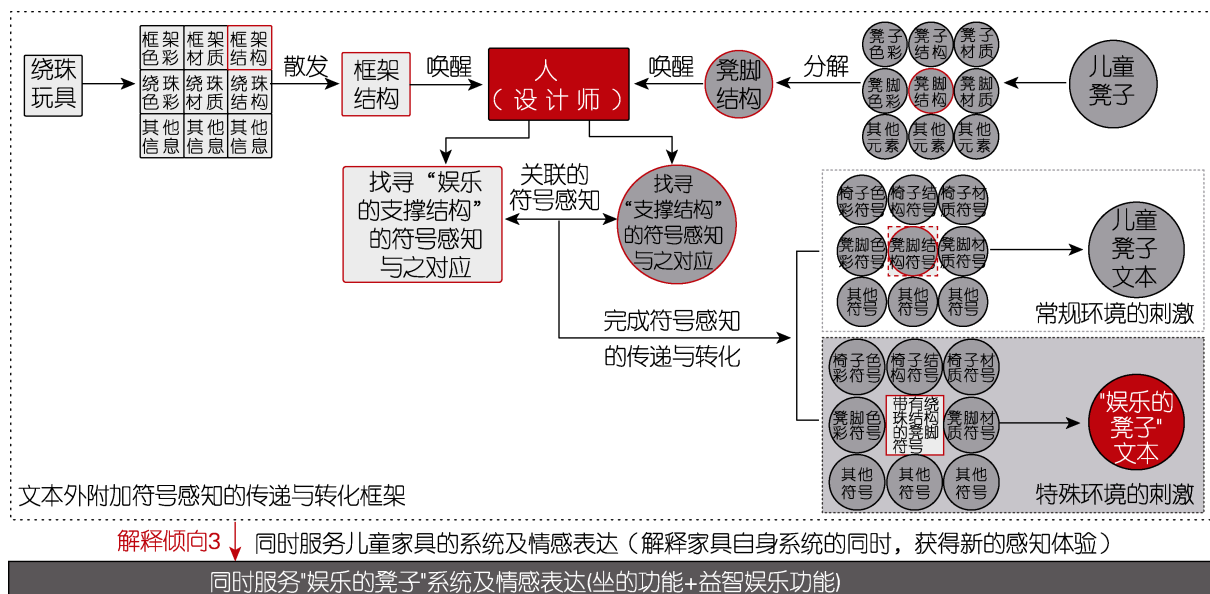 绕珠
玩具
框架
色彩
框架
材质
框架
结构
绕珠
色彩
绕珠
材质
绕珠
结构
其他
信息
其他
信息
其他
信息
散发
框架
结构
唤醒
人
（设计师）
唤醒
凳脚
结构
分解
凳子
色彩
凳子
结构
凳子
材质
凳脚
色彩
凳脚
结构
凳脚
材质
其他
元素
其他
元素
其他
元素
儿童
凳子
找寻“娱乐
的支撑结构”
的符号感知
与之对应
关联的
符号感知
找寻
“支撑结构”
的符号感知
与之对应
完成符号感知
的传递与转化
椅子色
彩符号
椅子结
构符号
椅子材
质符号
凳脚色
彩符号
凳脚结
构符号
凳脚材
质符号
其他
符号
其他
符号
其他
符号
儿童
凳子
文本
常规环境的刺激
椅子色
彩符号
椅子结
构符号
椅子材
质符号
凳脚色
彩符号
带有绕
珠结构
的凳脚
符号
凳脚材
质符号
其他
符号
其他
符号
其他
符号
"娱乐的
凳子"
文本
特殊环境的刺激
文本外附加符号感知的传递与转化框架
解释倾向3
同时服务儿童家具的系统及情感表达（解释家具自身系统的同时，获得新的感知体验）
同时服务"娱乐的凳子"系统及情感表达(坐的功能+益智娱乐功能)